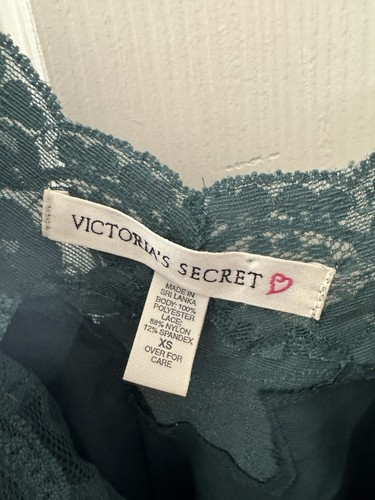 VICTORIA'S SECRET
MADE IN
SRI LANKA
BODY: 100%
POLYESTER
LACE:
88% NYLON
12% SPANDEX
XS
OVER FOR
CARE